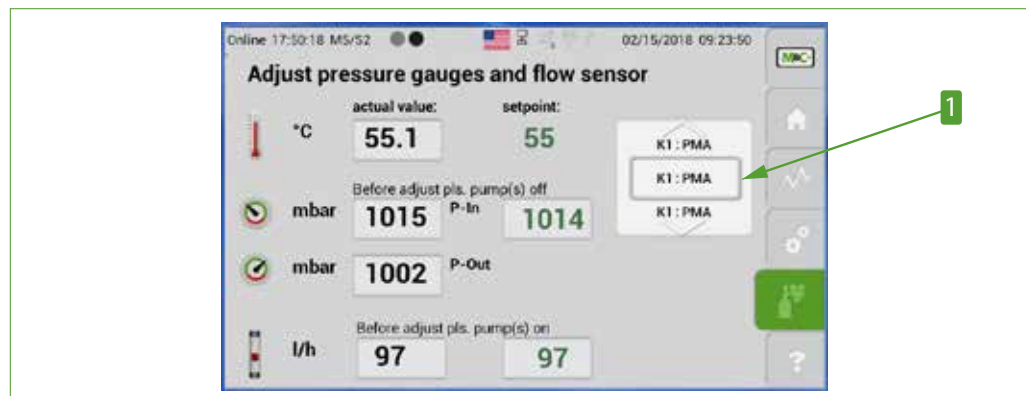 Online 17:50:18 MS/52 02/15/2018 09:23:50
M&C
Adjust pressure gauges and flow sensor
actual value: setpoint:
°C 55.1 55
K1 : PMA
K1 : PMA
K1 : PMA
Before adjust pls. pump(s) off
mbar 1015 P-In 1014
mbar 1002 P-Out
Before adjust pls. pump(s) on
l/h 97 97
?
1